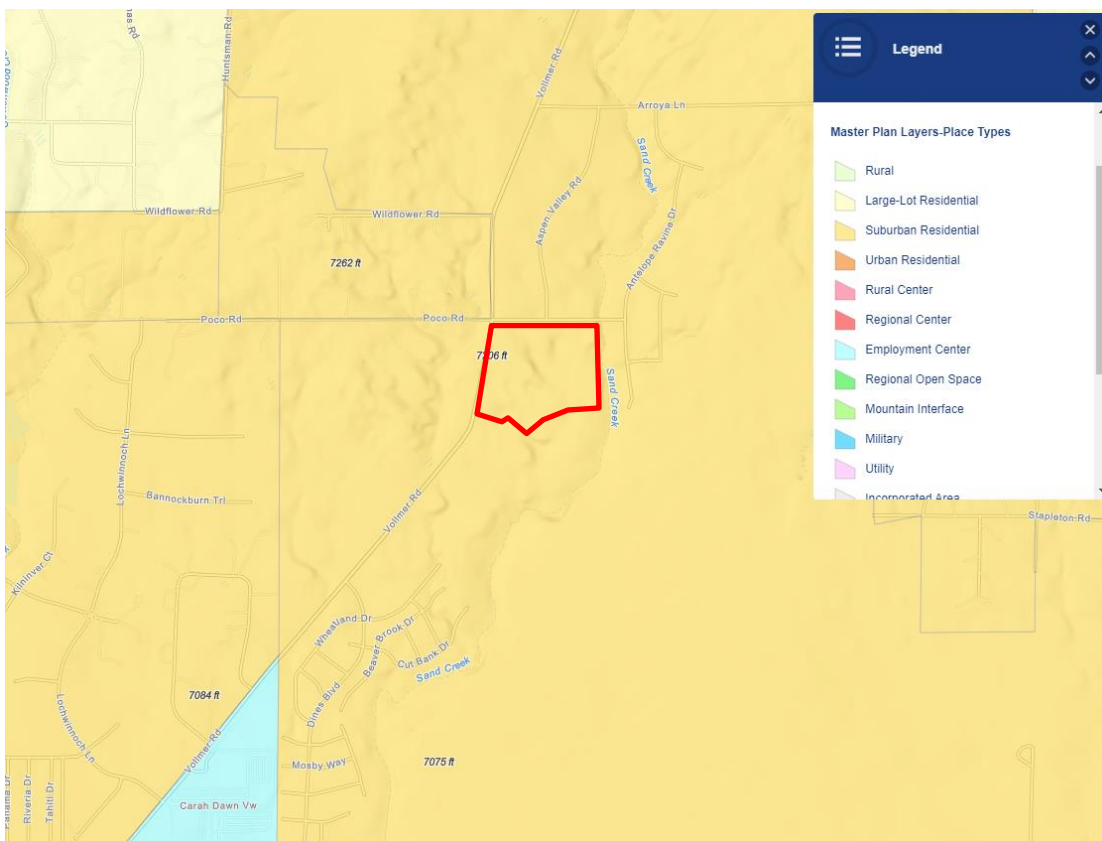 Huntsman Rd
Vollmer Rd
Arroya Ln
Sand Creek
Aspen Valley Rd
Antelope Ravine Dr
Wildflower Rd
Wildflower Rd
7262 ft
Poco Rd
Poco Rd
Sand Creek
Lochwinnoch Ln
Bannockburn Trl
Vollmer Rd
Kilninver Ct
Wheatland Dr
Beaver Brook Dr
Cut Bank Dr
Sand Creek
Dines Blvd
7084 ft
Lochwinnoch Ln
Vollmer Rd
Mosby Way
7075 ft
Carah Dawn Vw
Panama Dr
Riveria Dr
Tahiti Dr
Stapleton Rd
Legend
Master Plan Layers-Place Types
Rural
Large-Lot Residential
Suburban Residential
Urban Residential
Rural Center
Regional Center
Employment Center
Regional Open Space
Mountain Interface
Military
Utility
Incorporated Area